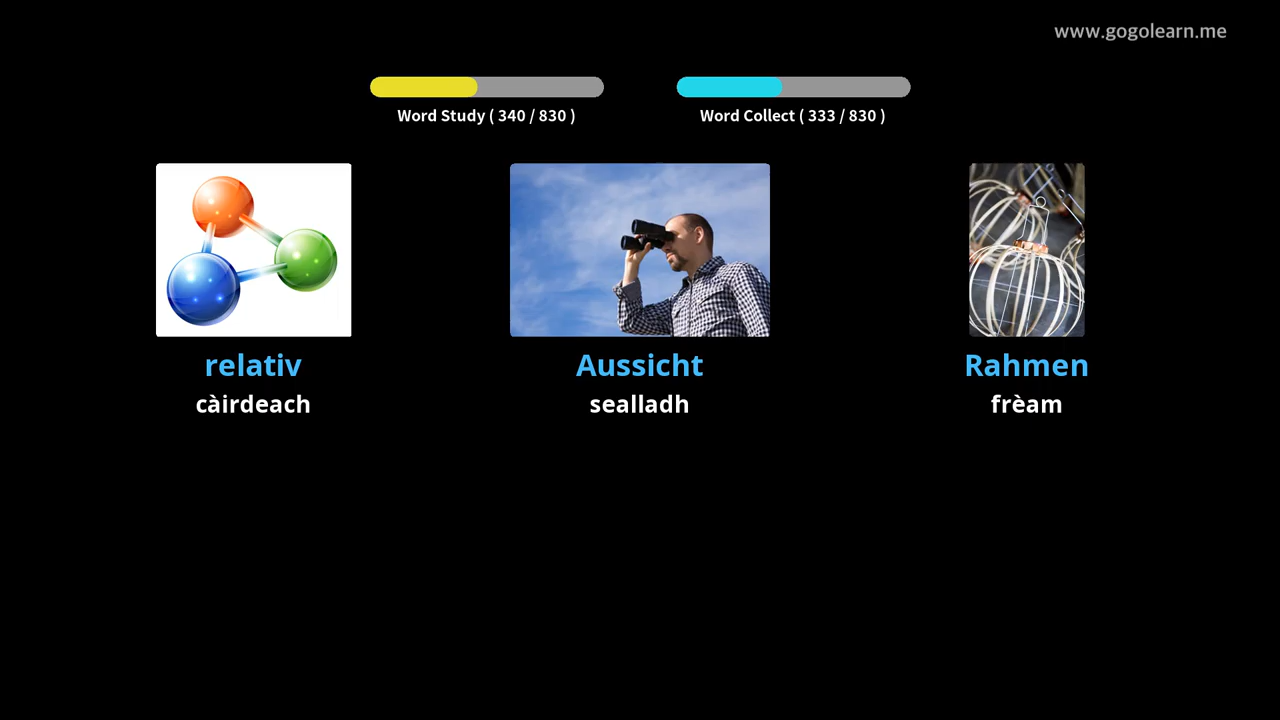 www.gogolearn.me
Word Study ( 340 / 830 )
Word Collect ( 333 / 830 )
relativ
càirdeach
Aussicht
sealladh
Rahmen
frèam